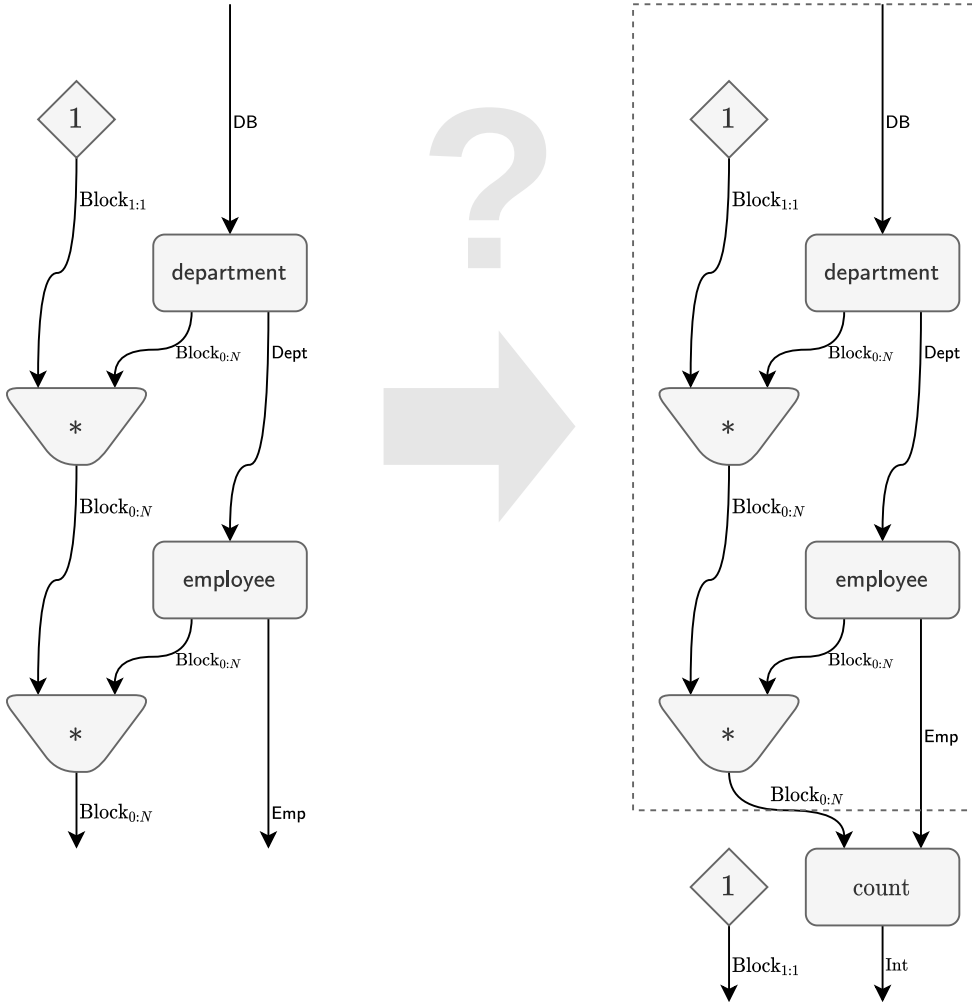 1
DB
Block1:1
department
Block0:N
Dept
*
Block0:N
employee
Block0:N
*
Block0:N
Emp
?
1
DB
Block1:1
department
Block0:N
Dept
*
Block0:N
employee
Block0:N
*
Emp
Block0:N
1
count
Block1:1
Int